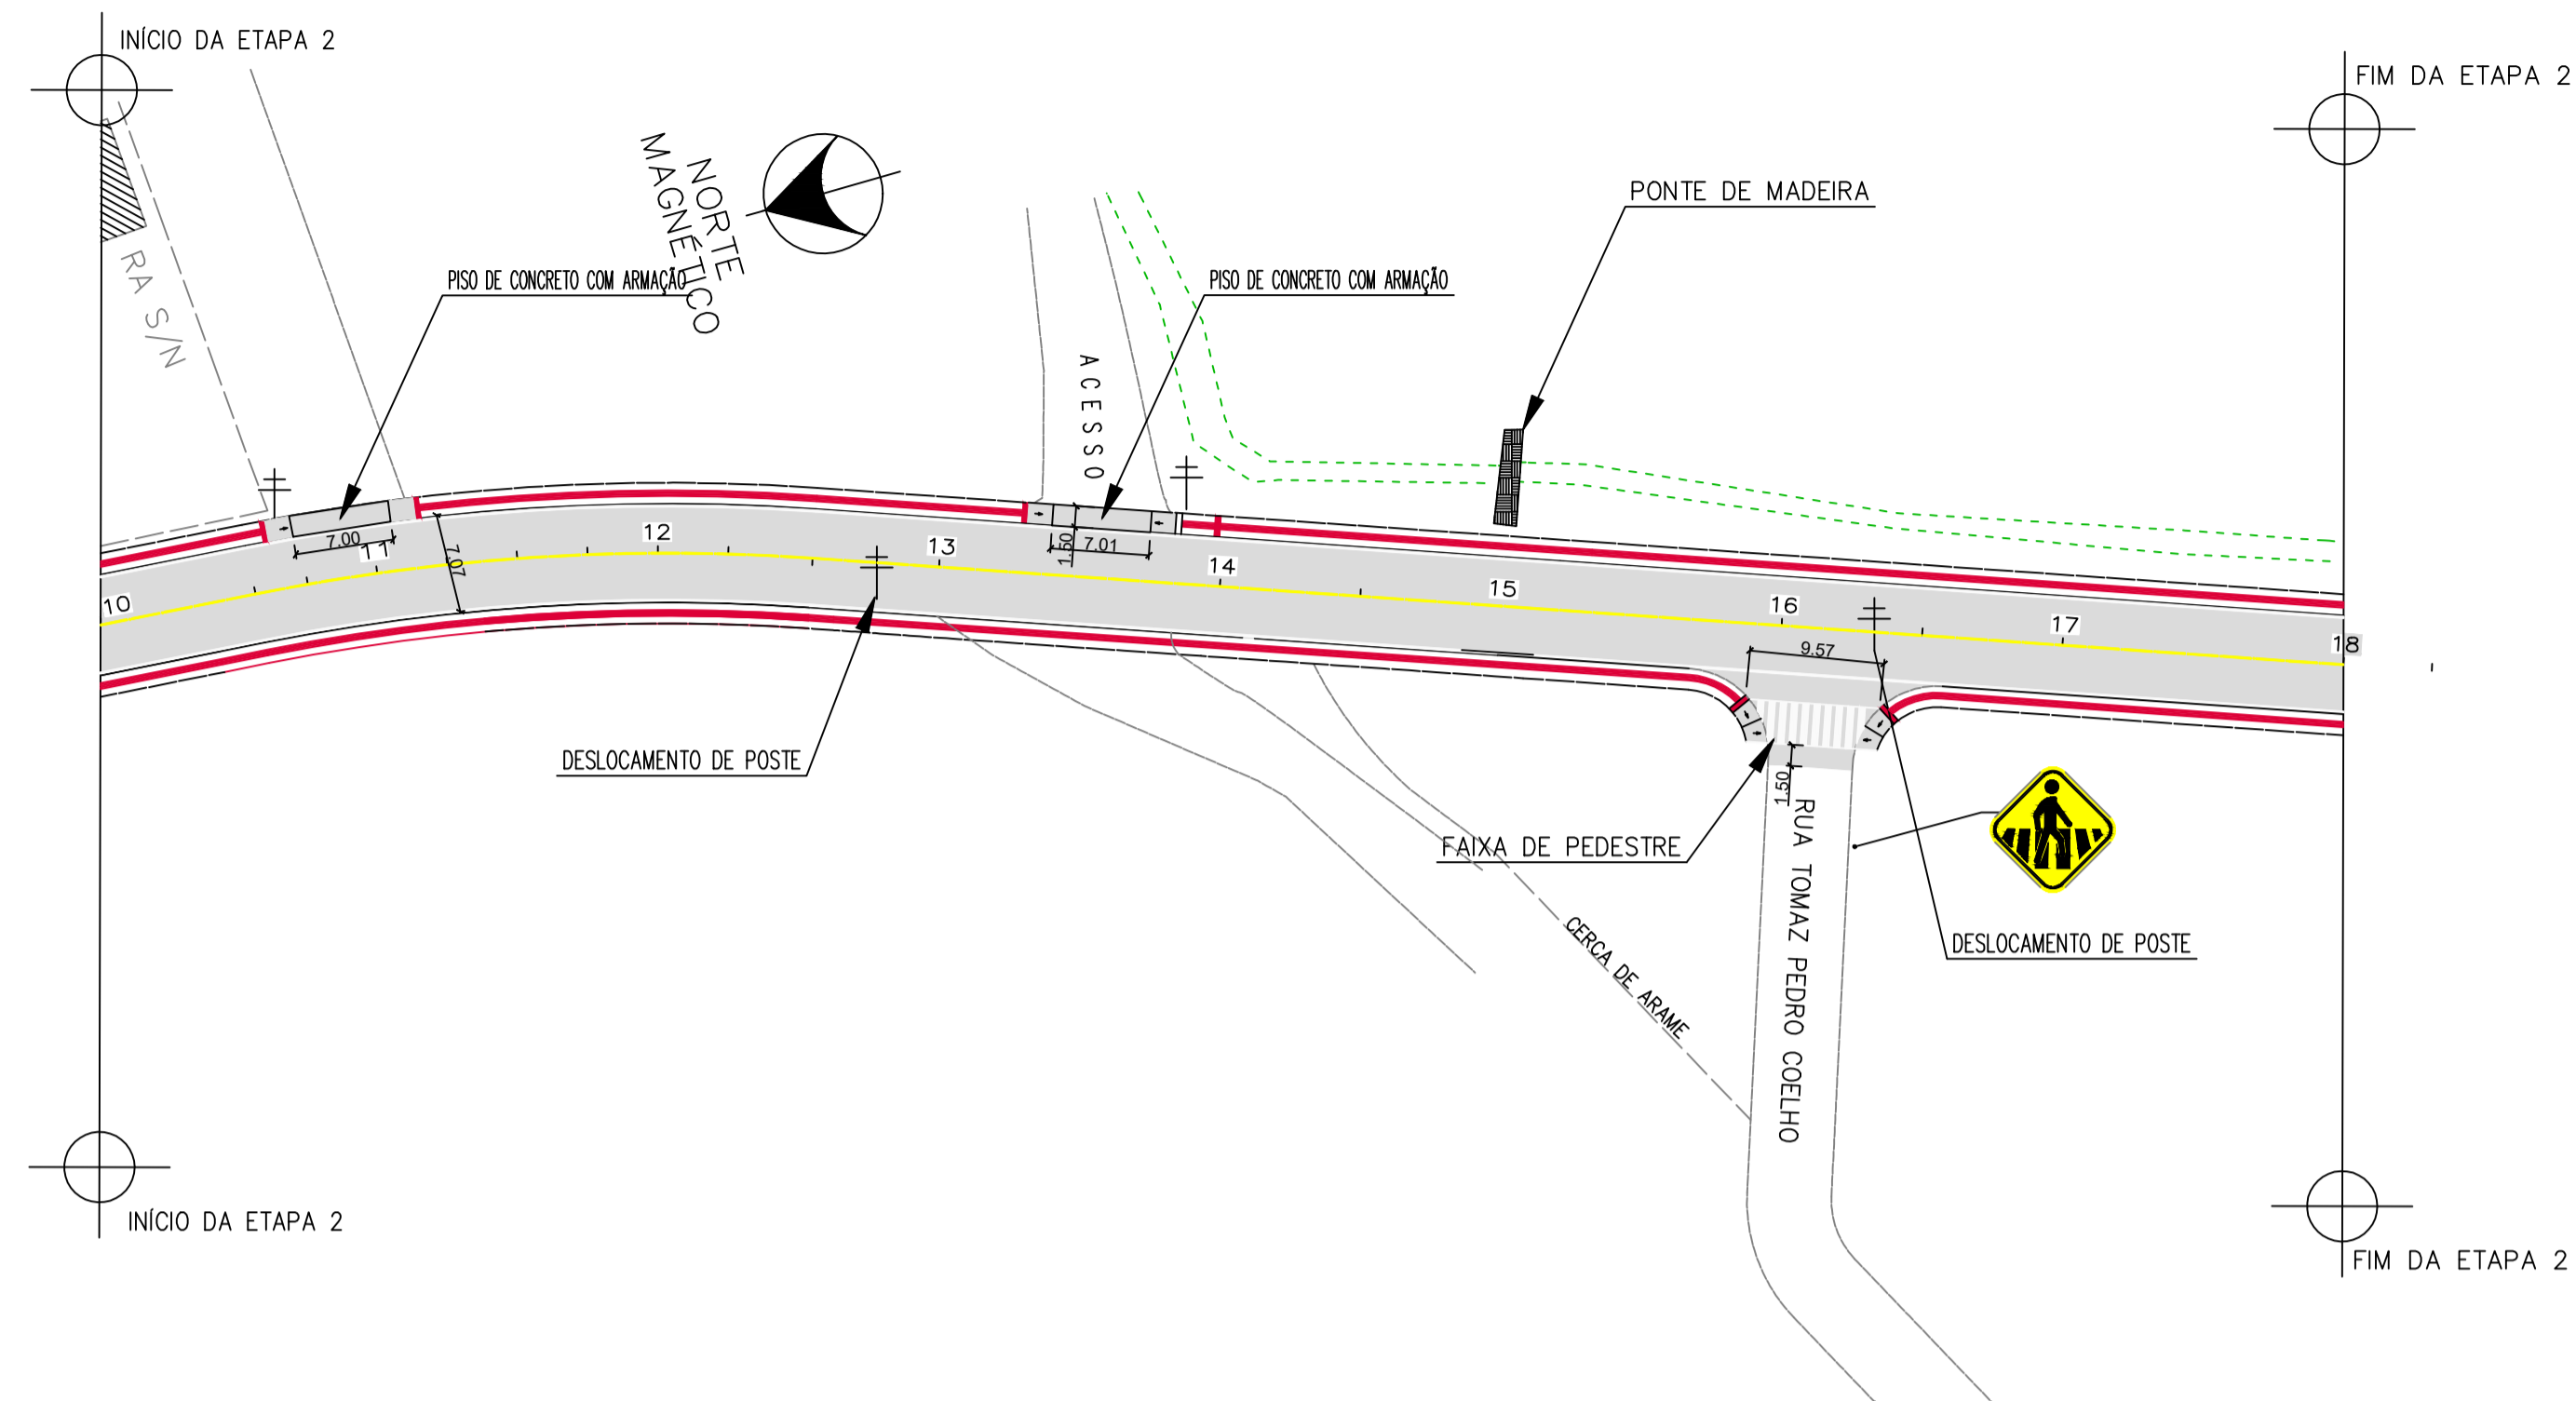 INÍCIO DA ETAPA 2
FIM DA ETAPA 2
NORTE
MAGNÉTICO
PONTE DE MADEIRA
PISO DE CONCRETO COM ARMAÇÃO
PISO DE CONCRETO COM ARMAÇÃO
RA S/N
ACESSO
7.00
11
7.07
12
13
1.50
7.01
14
15
16
17
18
10
9.57
DESLOCAMENTO DE POSTE
FAIXA DE PEDESTRE
1.50
RUA TOMAZ PEDRO COELHO
CERCA DE ARAME
DESLOCAMENTO DE POSTE
INÍCIO DA ETAPA 2
FIM DA ETAPA 2